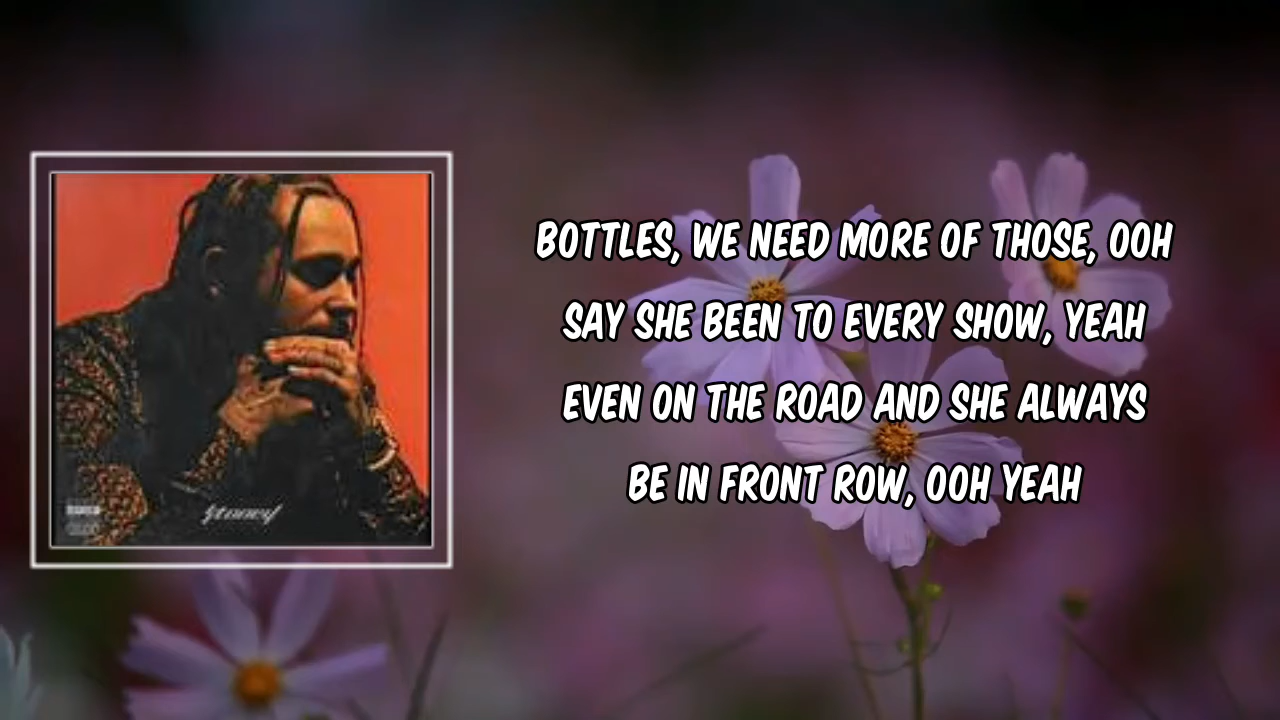 BOTTLES, WE NEED MORE OF THOSE, OOH
SAY SHE BEEN TO EVERY SHOW, YEAH
EVEN ON THE ROAD AND SHE ALWAYS
BE IN FRONT ROW, OOH YEAH
Stoney